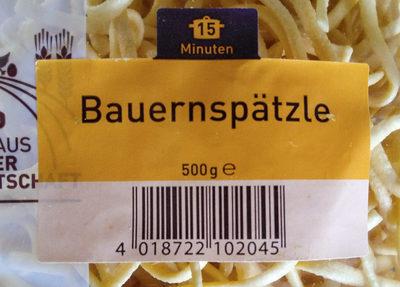 15
Minuten
Bauernspätzle
AUS
ER
TSCHAFT
500g e
4 018722 102045